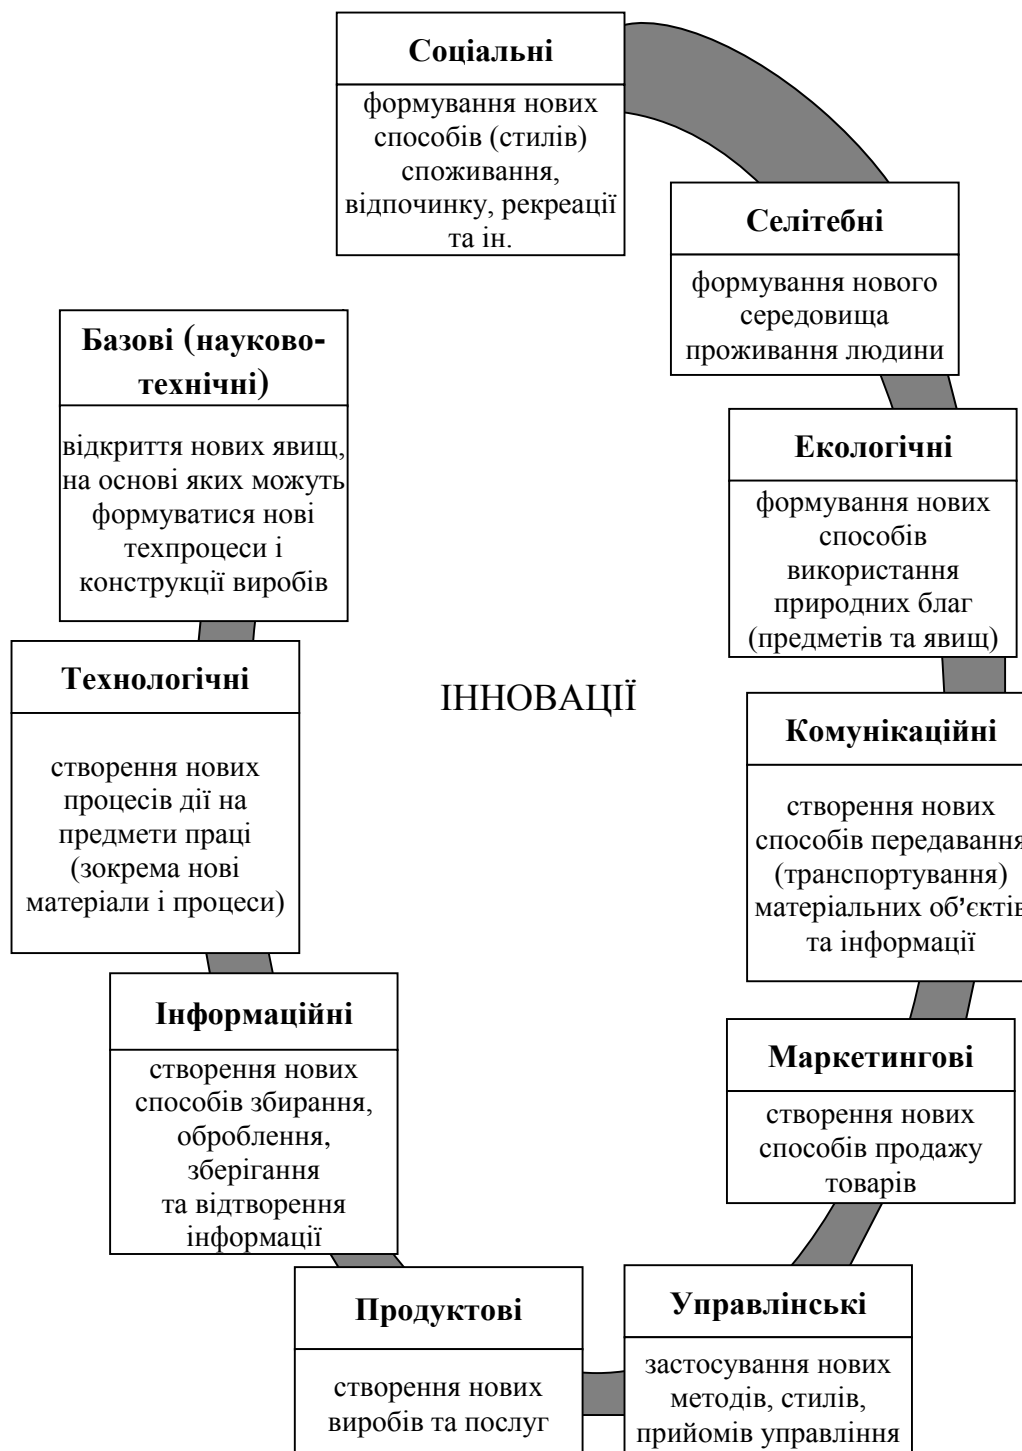 Соціальні
формування нових
способів (стилів)
споживання,
відпочинку, рекреації
та ін.
Селітебні
формування нового
середовища
проживання людини
Базові (науково-
технічні)
відкриття нових явищ,
на основі яких можуть
формуватися нові
техпроцеси і
конструкції виробів
Екологічні
формування нових
способів
використання
природних благ
(предметів та явищ)
Технологічні
створення нових
процесів дії на
предмети праці
(зокрема нові
матеріали і процеси)
ІННОВАЦІЇ
Комунікаційні
створення нових
способів передавання
(транспортування)
матеріальних об’єктів
та інформації
Інформаційні
створення нових
способів збирання,
оброблення,
зберігання
та відтворення
інформації
Маркетингові
створення нових
способів продажу
товарів
Продуктові
створення нових
виробів та послуг
Управлінські
застосування нових
методів, стилів,
прийомів управління